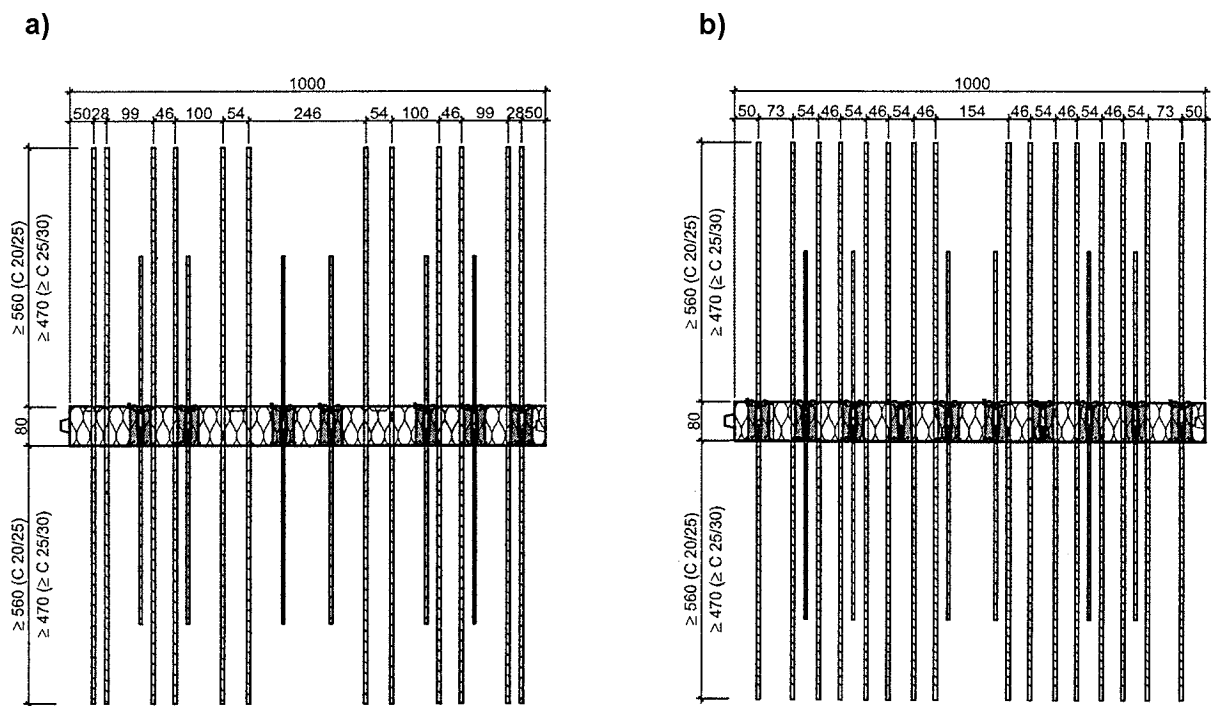 a)
b)
1000
50 28 99 46 100 54 246 54 100 46 99 28 50
≥ 560 (C 20/25)
≥ 470 (≥ C 25/30)
80
≥ 560 (C 20/25)
≥ 470 (≥ C 25/30)
1000
50 73 54 46 54 46 54 46 154 46 54 46 54 46 54 73 50
≥ 560 (C 20/25)
≥ 470 (≥ C 25/30)
80
≥ 560 (C 20/25)
≥ 470 (≥ C 25/30)